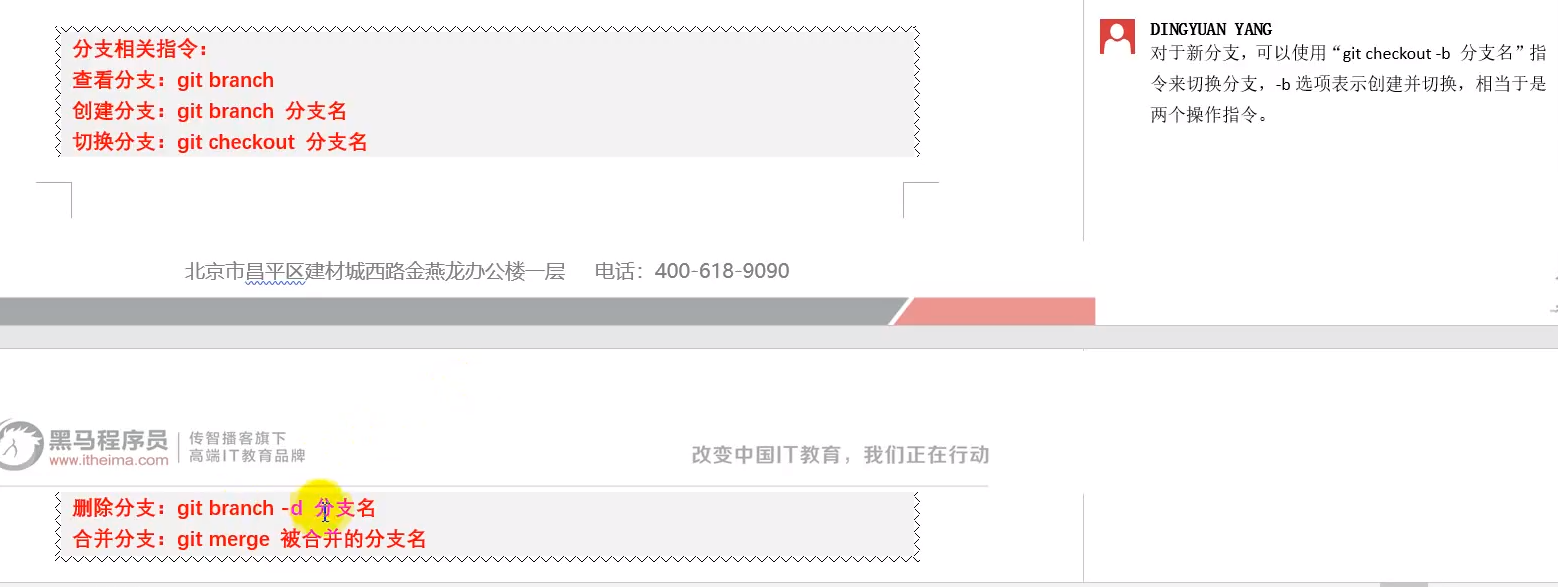 分支相关指令：
查看分支：git branch
创建分支：git branch 分支名
切换分支：git checkout 分支名
DINGYUAN YANG
对于新分支，可以使用“git checkout -b 分支名”指
令来切换分支，-b 选项表示创建并切换，相当于是
两个操作指令。
北京市昌平区建材城西路金燕龙办公楼一层 电话：400-618-9090
黑马程序员
www.itheima.com
传智播客旗下
高端IT教育品牌
改变中国IT教育，我们正在行动
删除分支：git branch -d 分支名
合并分支：git merge 被合并的分支名